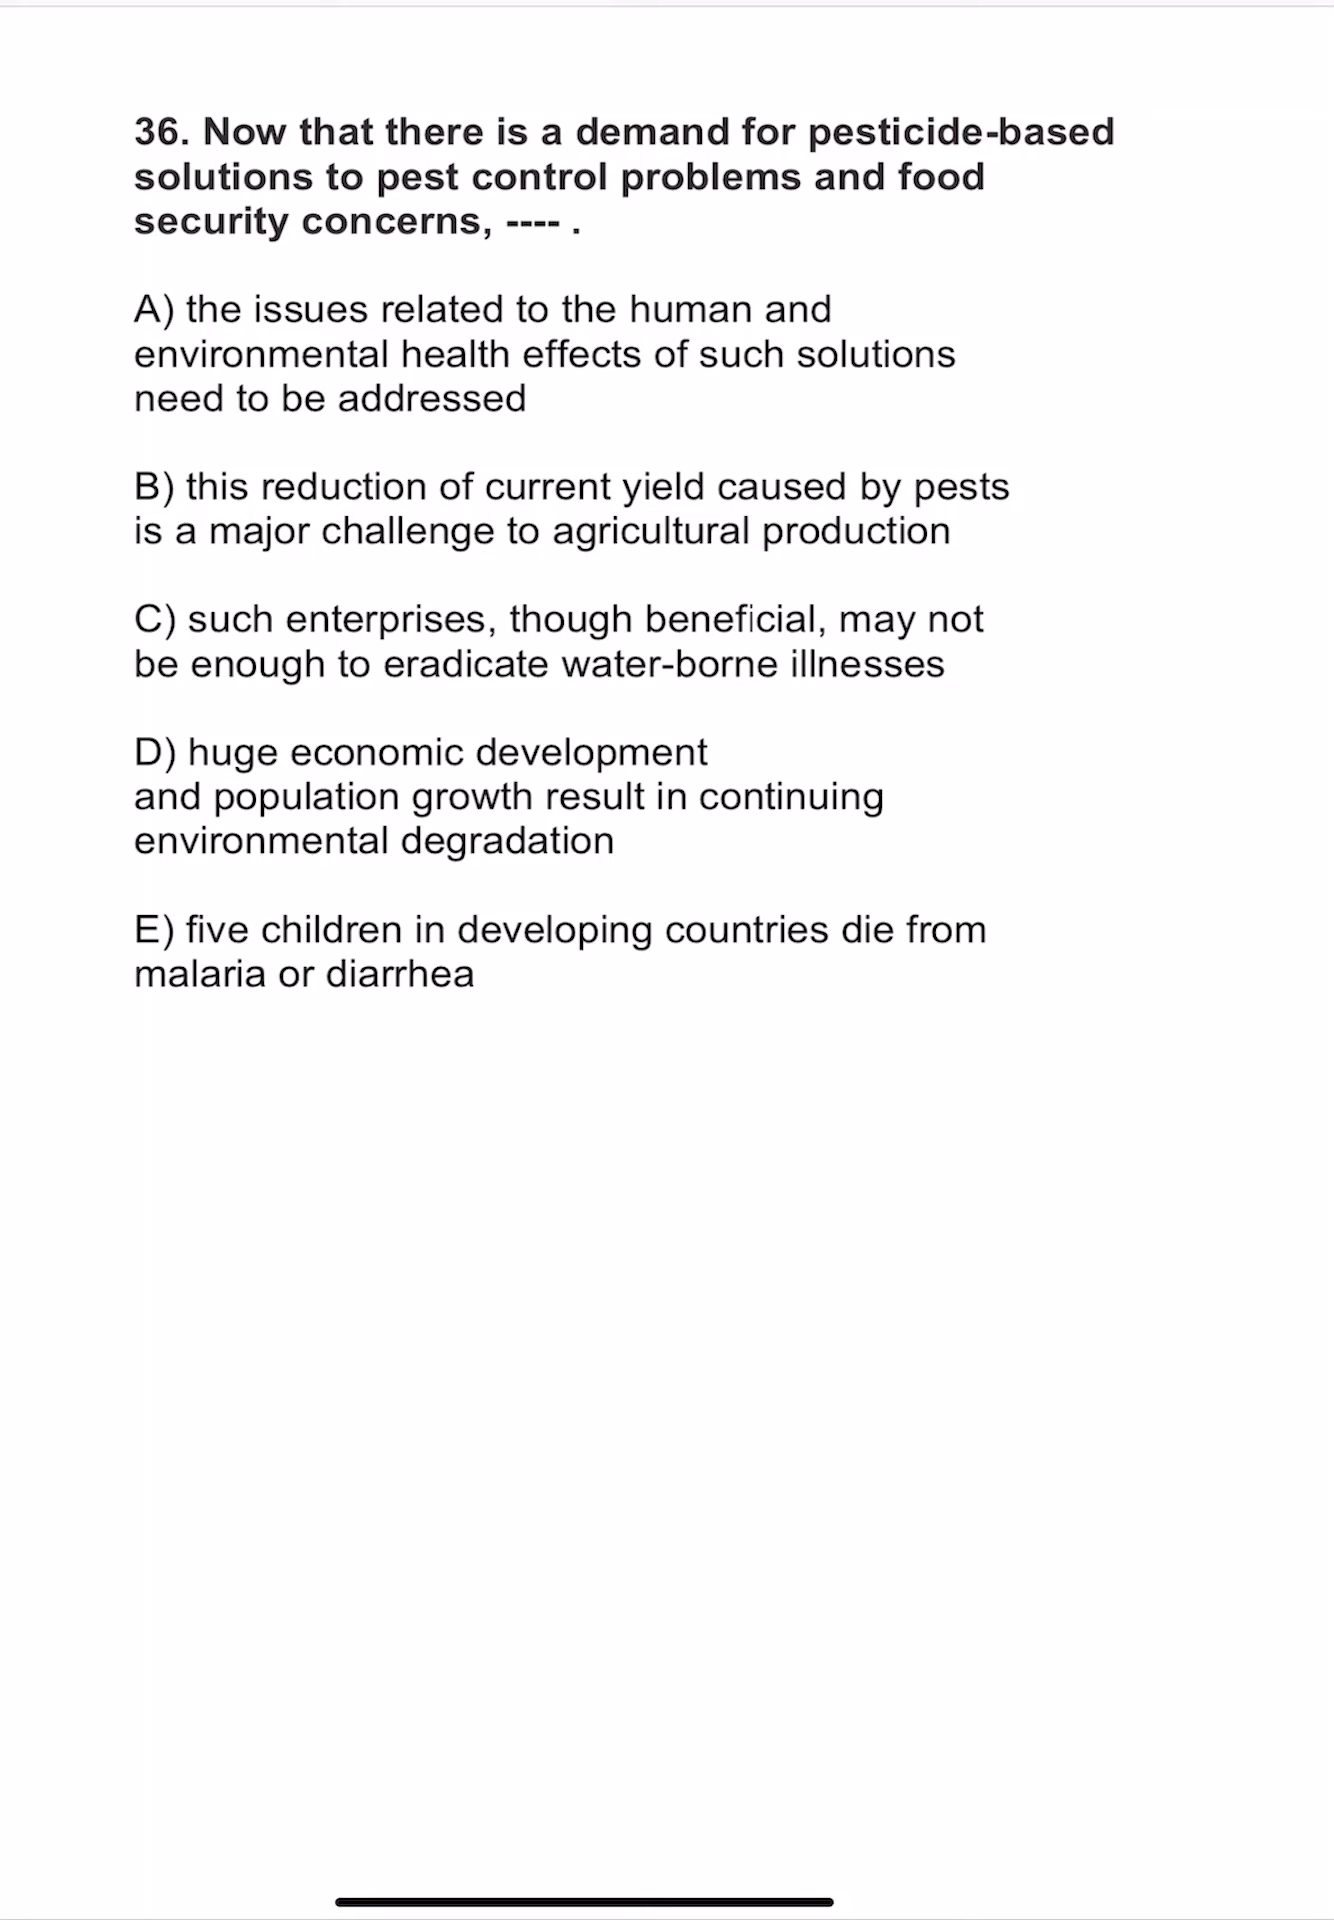 36. Now that there is a demand for pesticide-based
solutions to pest control problems and food
security concerns, ---- .
A) the issues related to the human and
environmental health effects of such solutions
need to be addressed
B) this reduction of current yield caused by pests
is a major challenge to agricultural production
C) such enterprises, though beneficial, may not
be enough to eradicate water-borne illnesses
D) huge economic development
and population growth result in continuing
environmental degradation
E) five children in developing countries die from
malaria or diarrhea